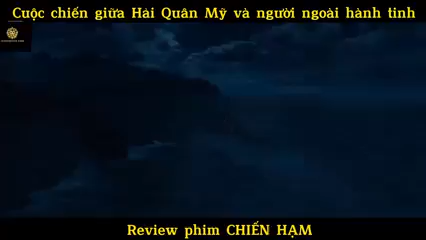 Cuộc chiến giữa Hải Quân Mỹ và người ngoài hành tinh
Review phim CHIẾN HẠM